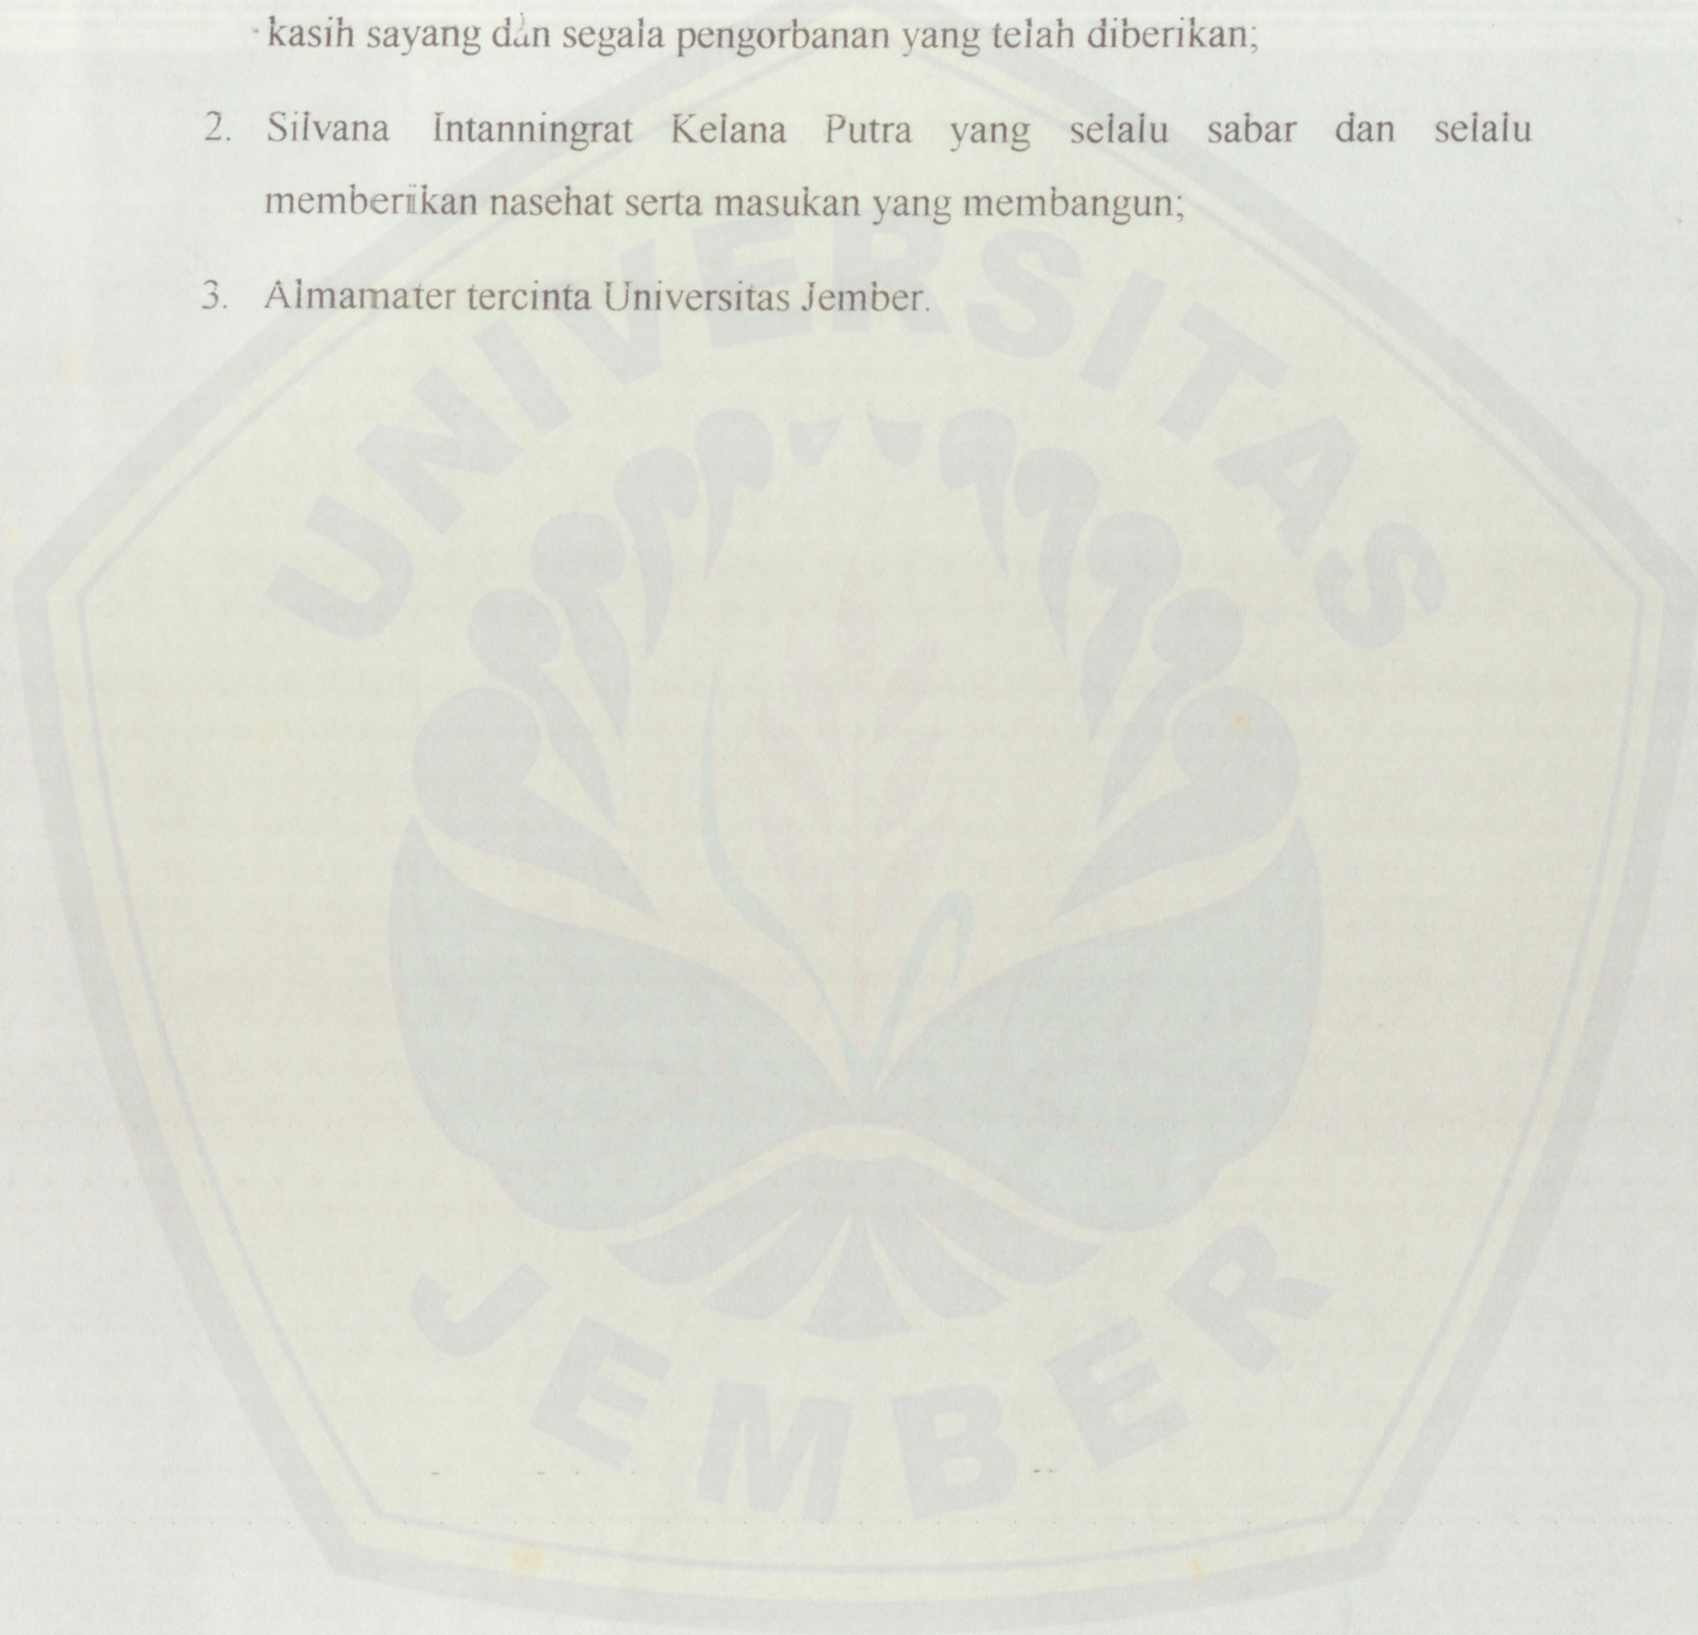 kasih sayang dan segala pengorbanan yang telah diberikan;
2. Silvana Intanningrat Kelana Putra yang selalu sabar dan selalu
memberikan nasehat serta masukan yang membangun;
3. Almamater tercinta Universitas Jember.
UNIVERSITAS
JEMBER